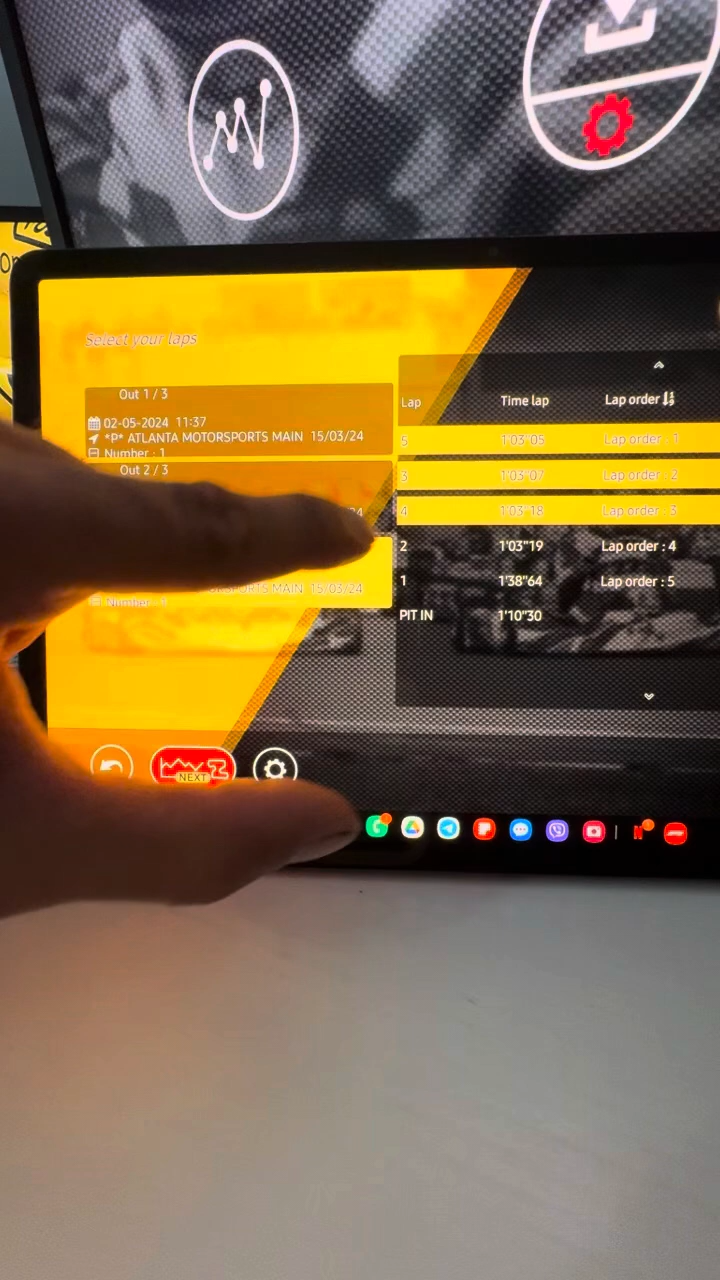 Select your laps
Out 1 / 3
02-05-2024 11:37
*P* ATLANTA MOTORSPORTS MAIN 15/03/24
Number : 1
Out 2 / 3
24
ORSPORTS MAIN 15/03/24
Number : 1
Lap Time lap Lap order
5 1'03"05 Lap order : 1
3 1'03"07 Lap order : 2
4 1'03"18 Lap order : 3
2 1'03"19 Lap order : 4
1 1'38"64 Lap order : 5
PIT IN 1'10"30
NEXT